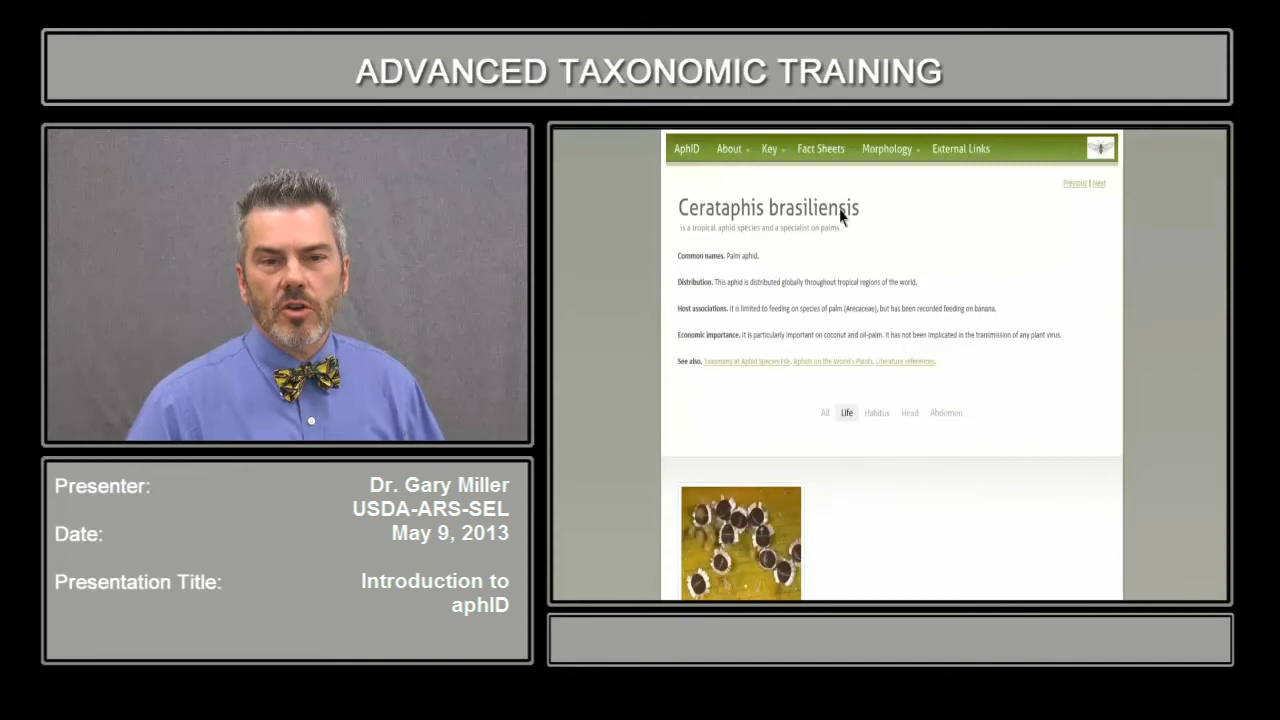 ADVANCED TAXONOMIC TRAINING
AphID About Key Fact Sheets Morphology External Links
Previous | Next
Cerataphis brasiliensis
is a tropical aphid species and a specialist on palms
Common names. Palm aphid.
Distribution. This aphid is distributed globally throughout tropical regions of the world.
Host associations. It is limited to feeding on species of palm (Arecaceae), but has been recorded feeding on banana.
Economic importance. It is particularly important on coconut and oil-palm. It has not been implicated in the transmission of any plant virus.
See also. Taxonomy at Aphid Species File. Aphids on the World's Plants. Literature references.
All Life Habitus Head Abdomen
Presenter: Dr. Gary Miller
USDA-ARS-SEL
Date: May 9, 2013
Presentation Title: Introduction to
aphID